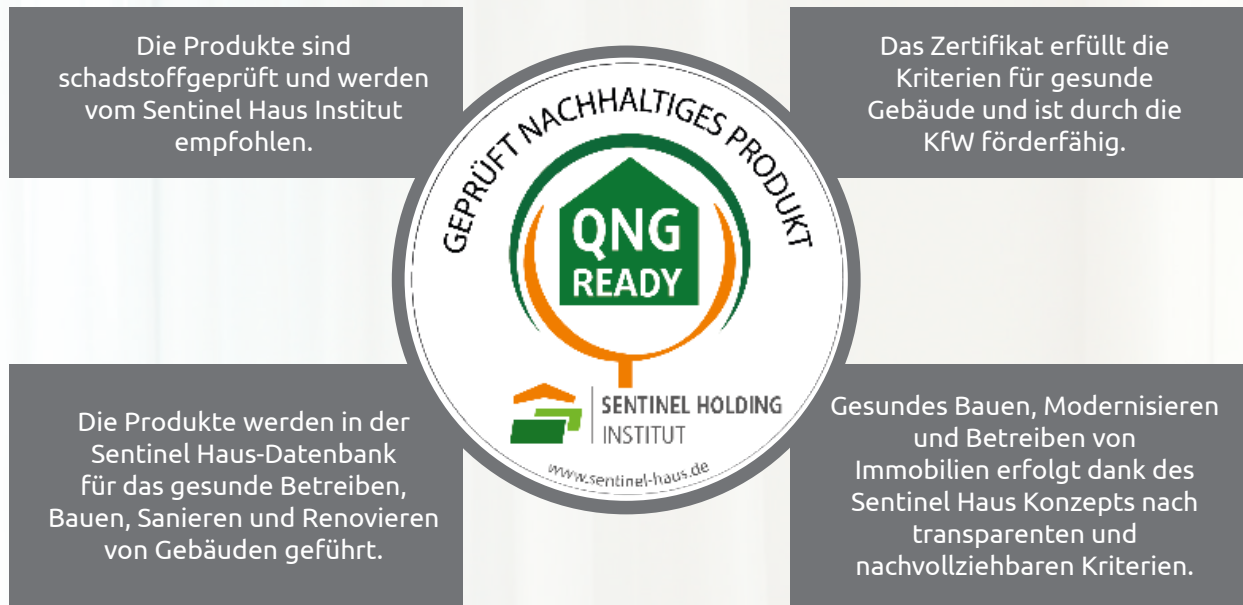 Die Produkte sind
schadstoffgeprüft und werden
vom Sentinel Haus Institut
empfohlen.
Das Zertifikat erfüllt die
Kriterien für gesunde
Gebäude und ist durch die
KfW förderfähig.
GEPRÜFT NACHHALTIGES PRODUKT
QNG
READY
SENTINEL HOLDING
INSTITUT
www.sentinel-haus.de
Die Produkte werden in der
Sentinel Haus-Datenbank
für das gesunde Betreiben,
Bauen, Sanieren und Renovieren
von Gebäuden geführt.
Gesundes Bauen, Modernisieren
und Betreiben von
Immobilien erfolgt dank des
Sentinel Haus Konzepts nach
transparenten und
nachvollziehbaren Kriterien.